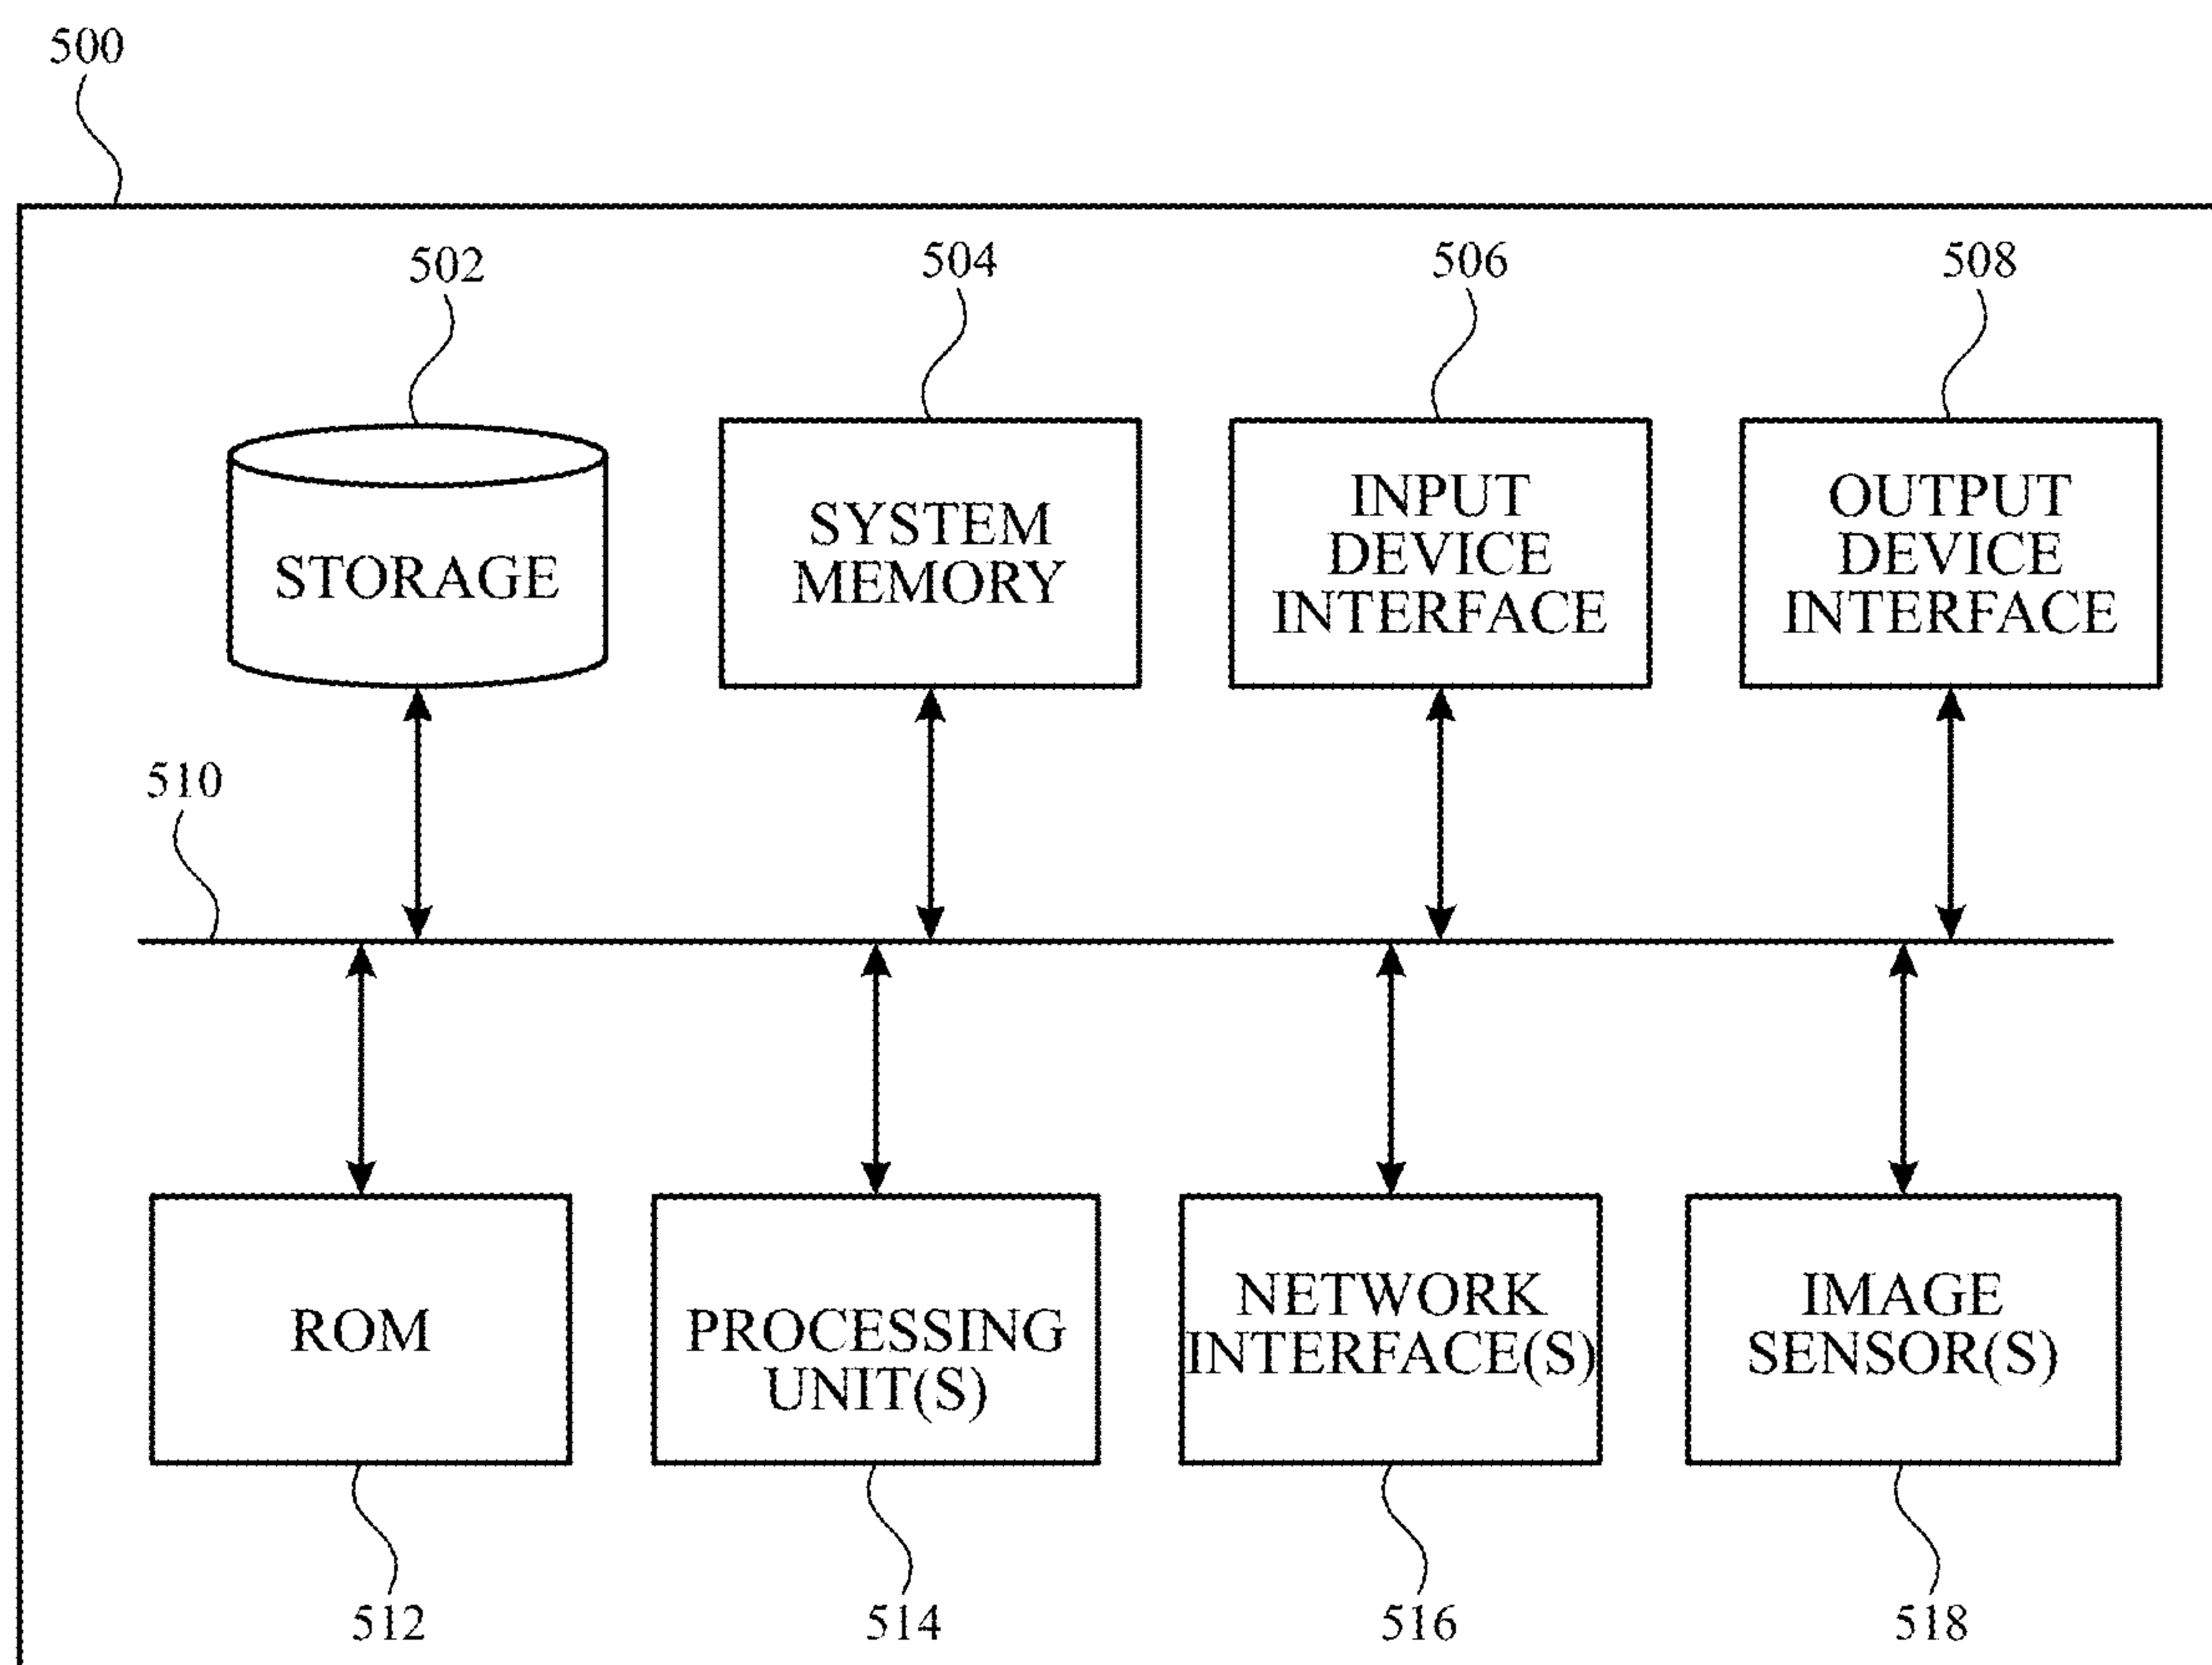 500
502
504
506
508
STORAGE
SYSTEM
MEMORY
INPUT
DEVICE
INTERFACE
OUTPUT
DEVICE
INTERFACE
510
ROM
PROCESSING
UNIT(S)
NETWORK
INTERFACE(S)
IMAGE
SENSOR(S)
512
514
516
518